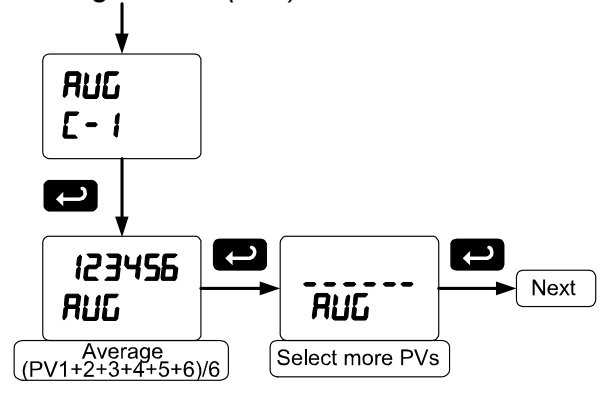 AVG
C-1
123456
AVG
Average
(PV1+2+3+4+5+6)/6
------
AVG
Select more PVs
Next